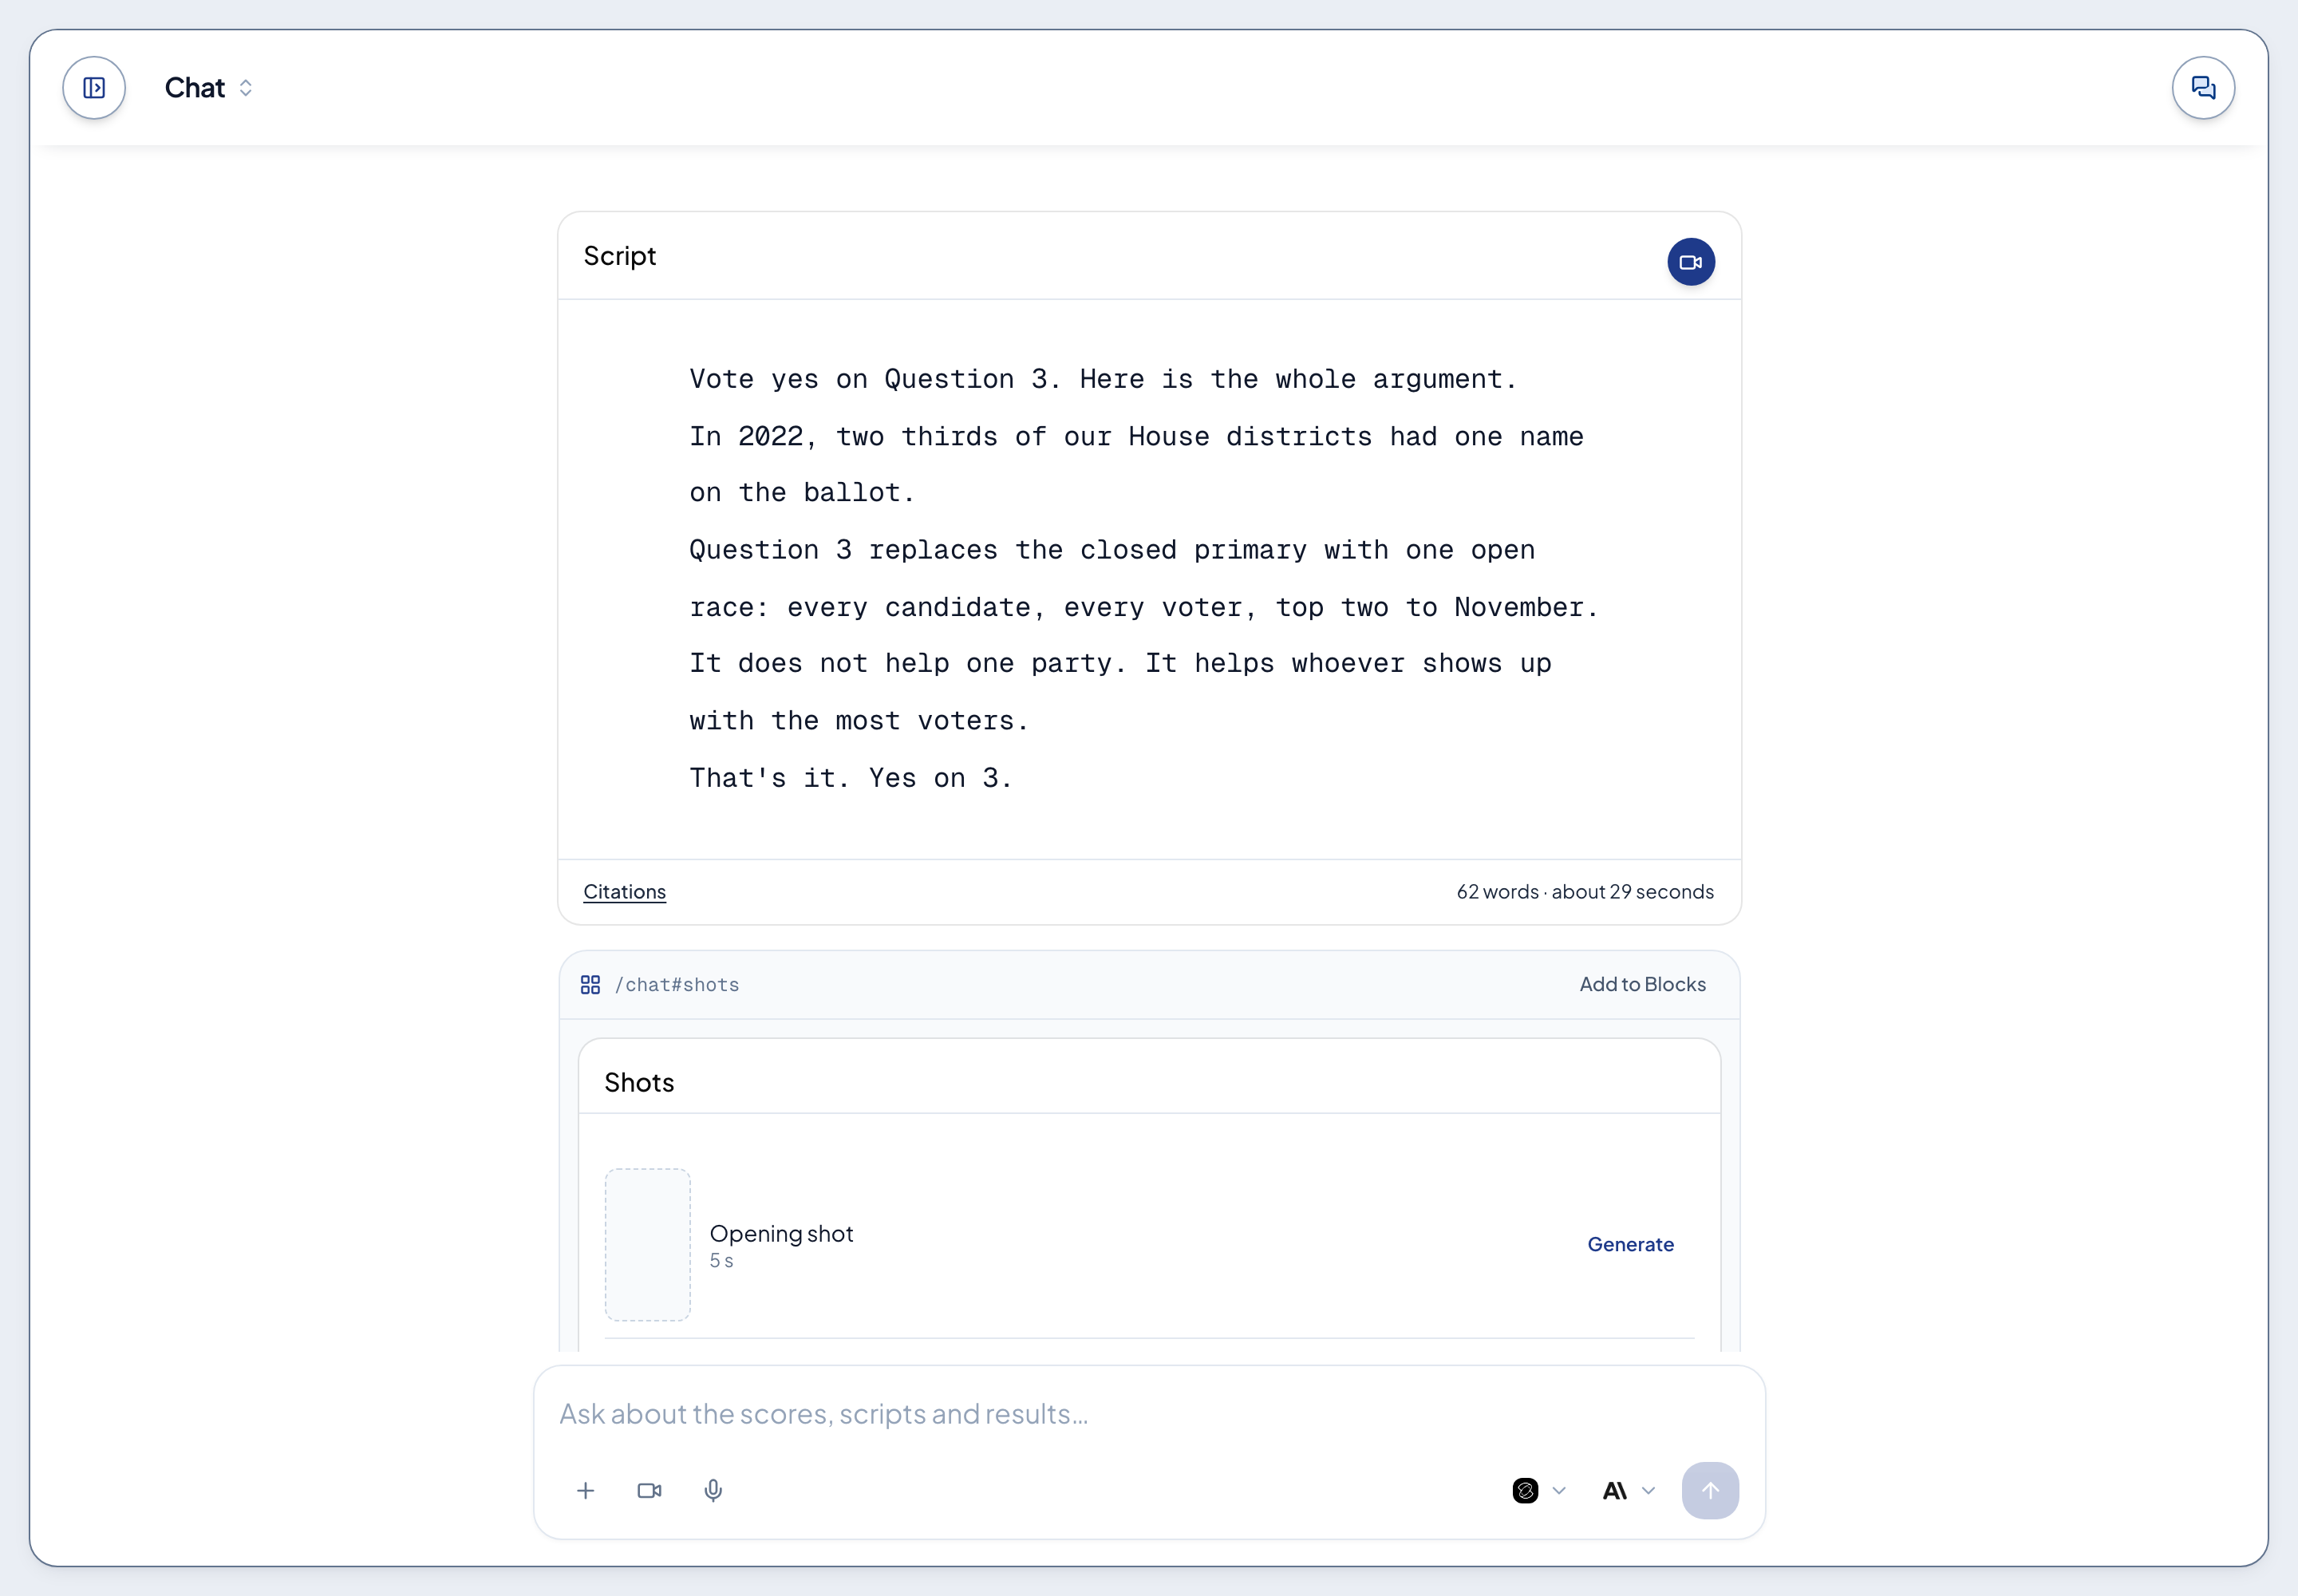 Chat
Script
Vote yes on Question 3. Here is the whole argument.
In 2022, two thirds of our House districts had one name
on the ballot.
Question 3 replaces the closed primary with one open
race: every candidate, every voter, top two to November.
It does not help one party. It helps whoever shows up
with the most voters.
That's it. Yes on 3.
Citations
62 words · about 29 seconds
/chat#shots
Add to Blocks
Shots
Opening shot
5 s
Generate
Ask about the scores, scripts and results…